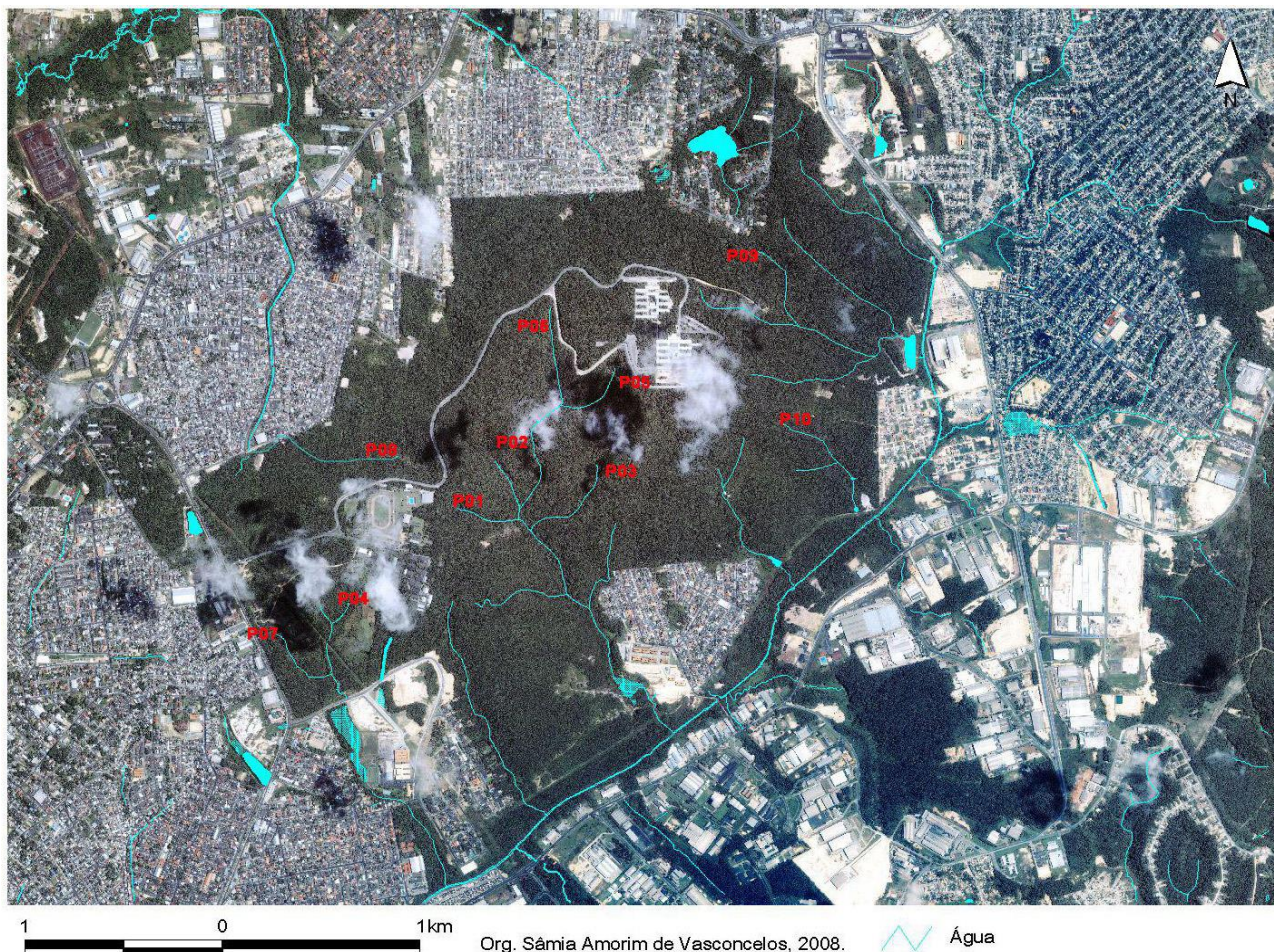 N
P09
P08
P05
P10
P02
P06
P03
P01
P04
P07
1 0 1km
Org. Sâmia Amorim de Vasconcelos, 2008.
Água